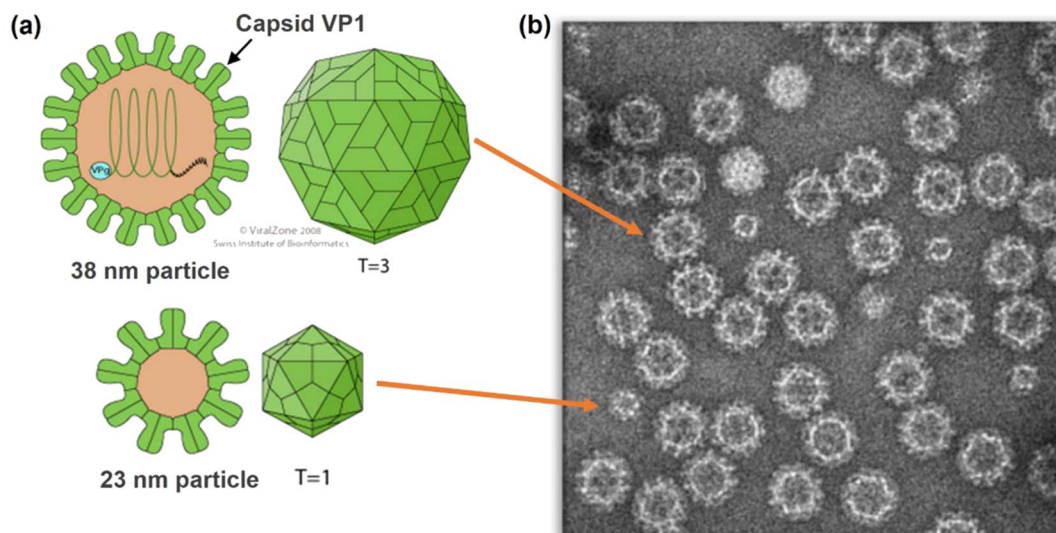 (a)
Capsid VP1
VPg
© ViralZone 2008
Swiss Institute of Bioinformatics
38 nm particle
T=3
23 nm particle
T=1
(b)